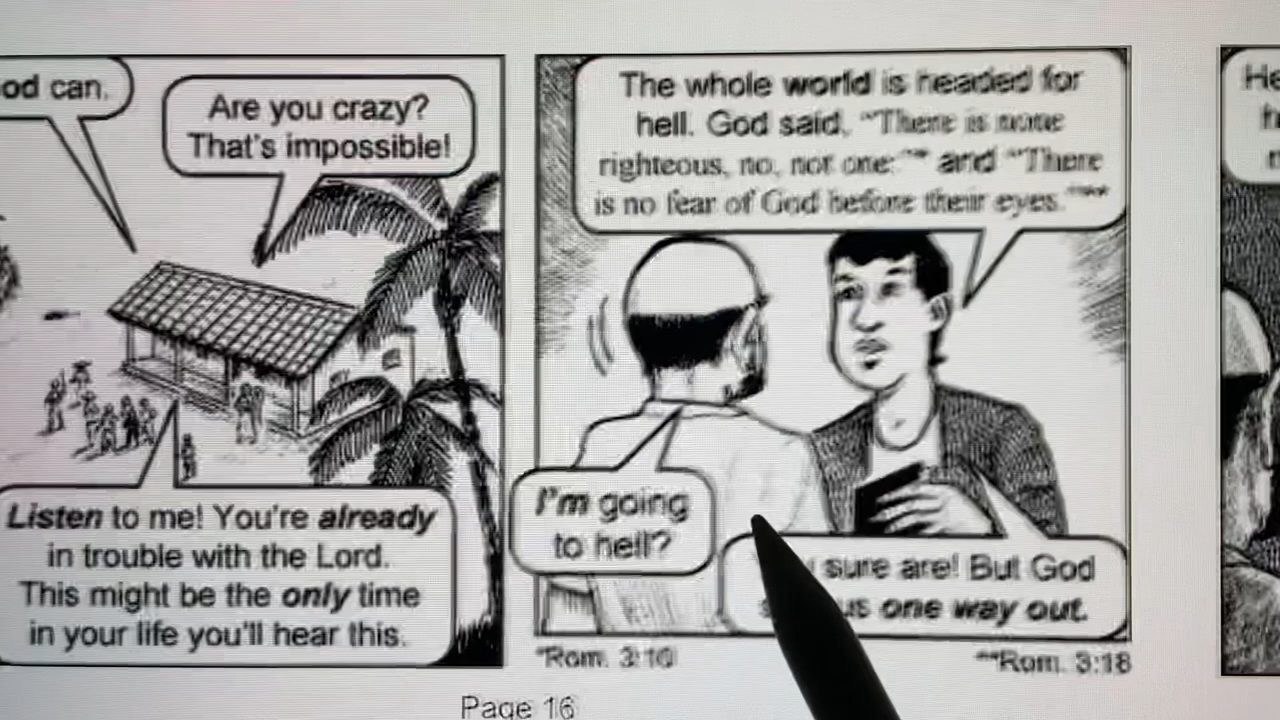 od can.
Are you crazy?
That's impossible!
Listen to me! You're already
in trouble with the Lord.
This might be the only time
in your life you'll hear this.
The whole world is headed for
hell. God said, "There is none
righteous, no, not one:"* and "There
is no fear of God before their eyes."**
I'm going
to hell?
sure are! But God
us one way out.
*Rom. 3:10
**Rom. 3:18
He
Page 16